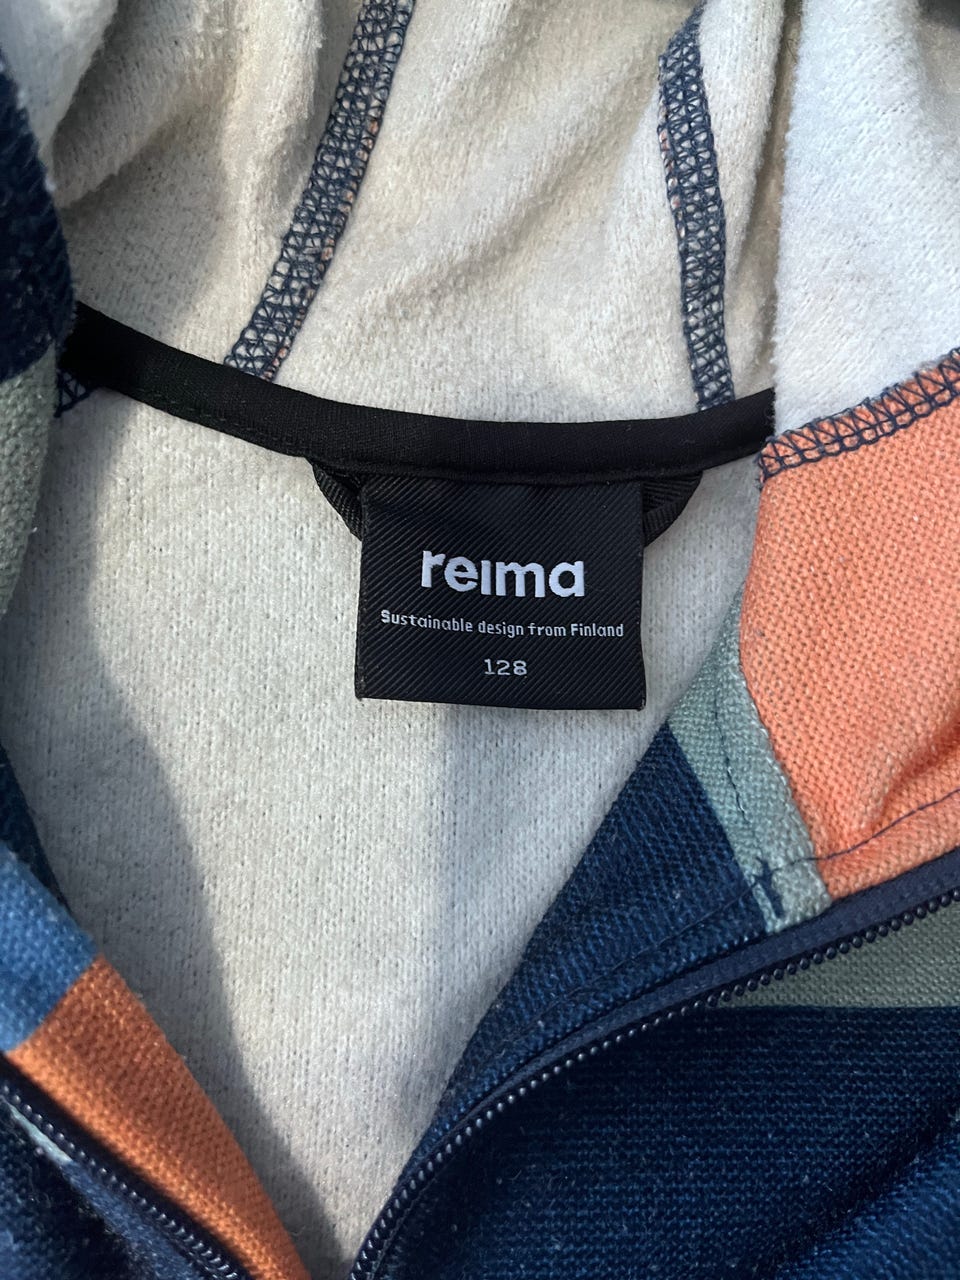 reima
Sustainable design from Finland
128